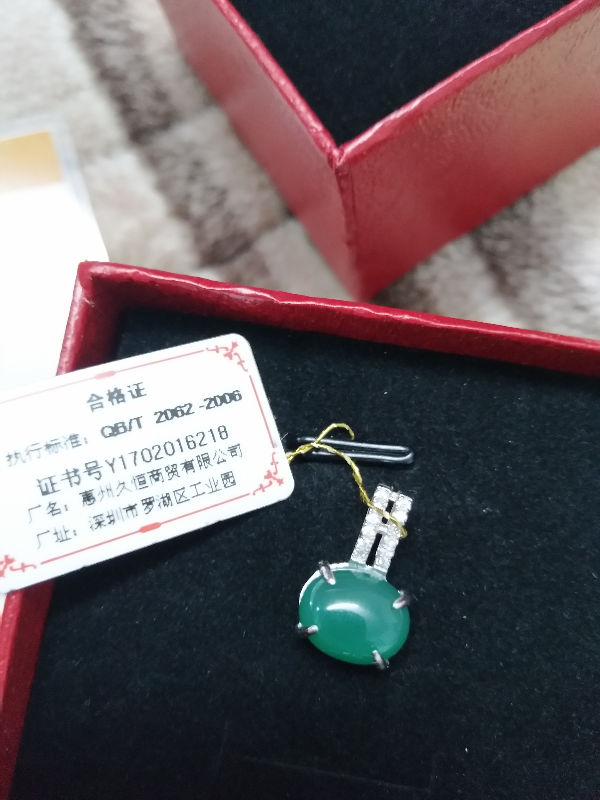 合格证
执行标准: QB/T 2062-2006
证书号Y1702016218
厂名: 惠州久恒商贸有限公司
厂址: 深圳市罗湖区工业园